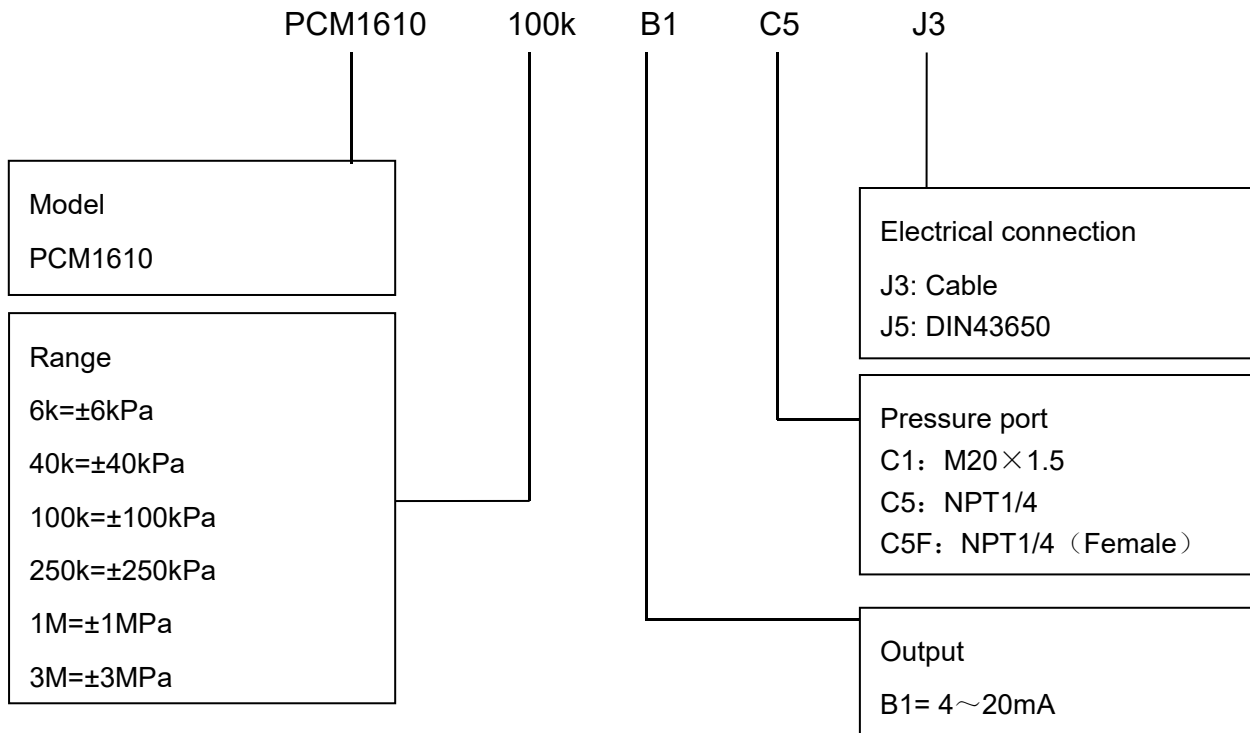 PCM1610 100k B1 C5 J3
Model
PCM1610
Range
6k=±6kPa
40k=±40kPa
100k=±100kPa
250k=±250kPa
1M=±1MPa
3M=±3MPa
Electrical connection
J3: Cable
J5: DIN43650
Pressure port
C1：M20×1.5
C5：NPT1/4
C5F：NPT1/4（Female）
Output
B1= 4～20mA